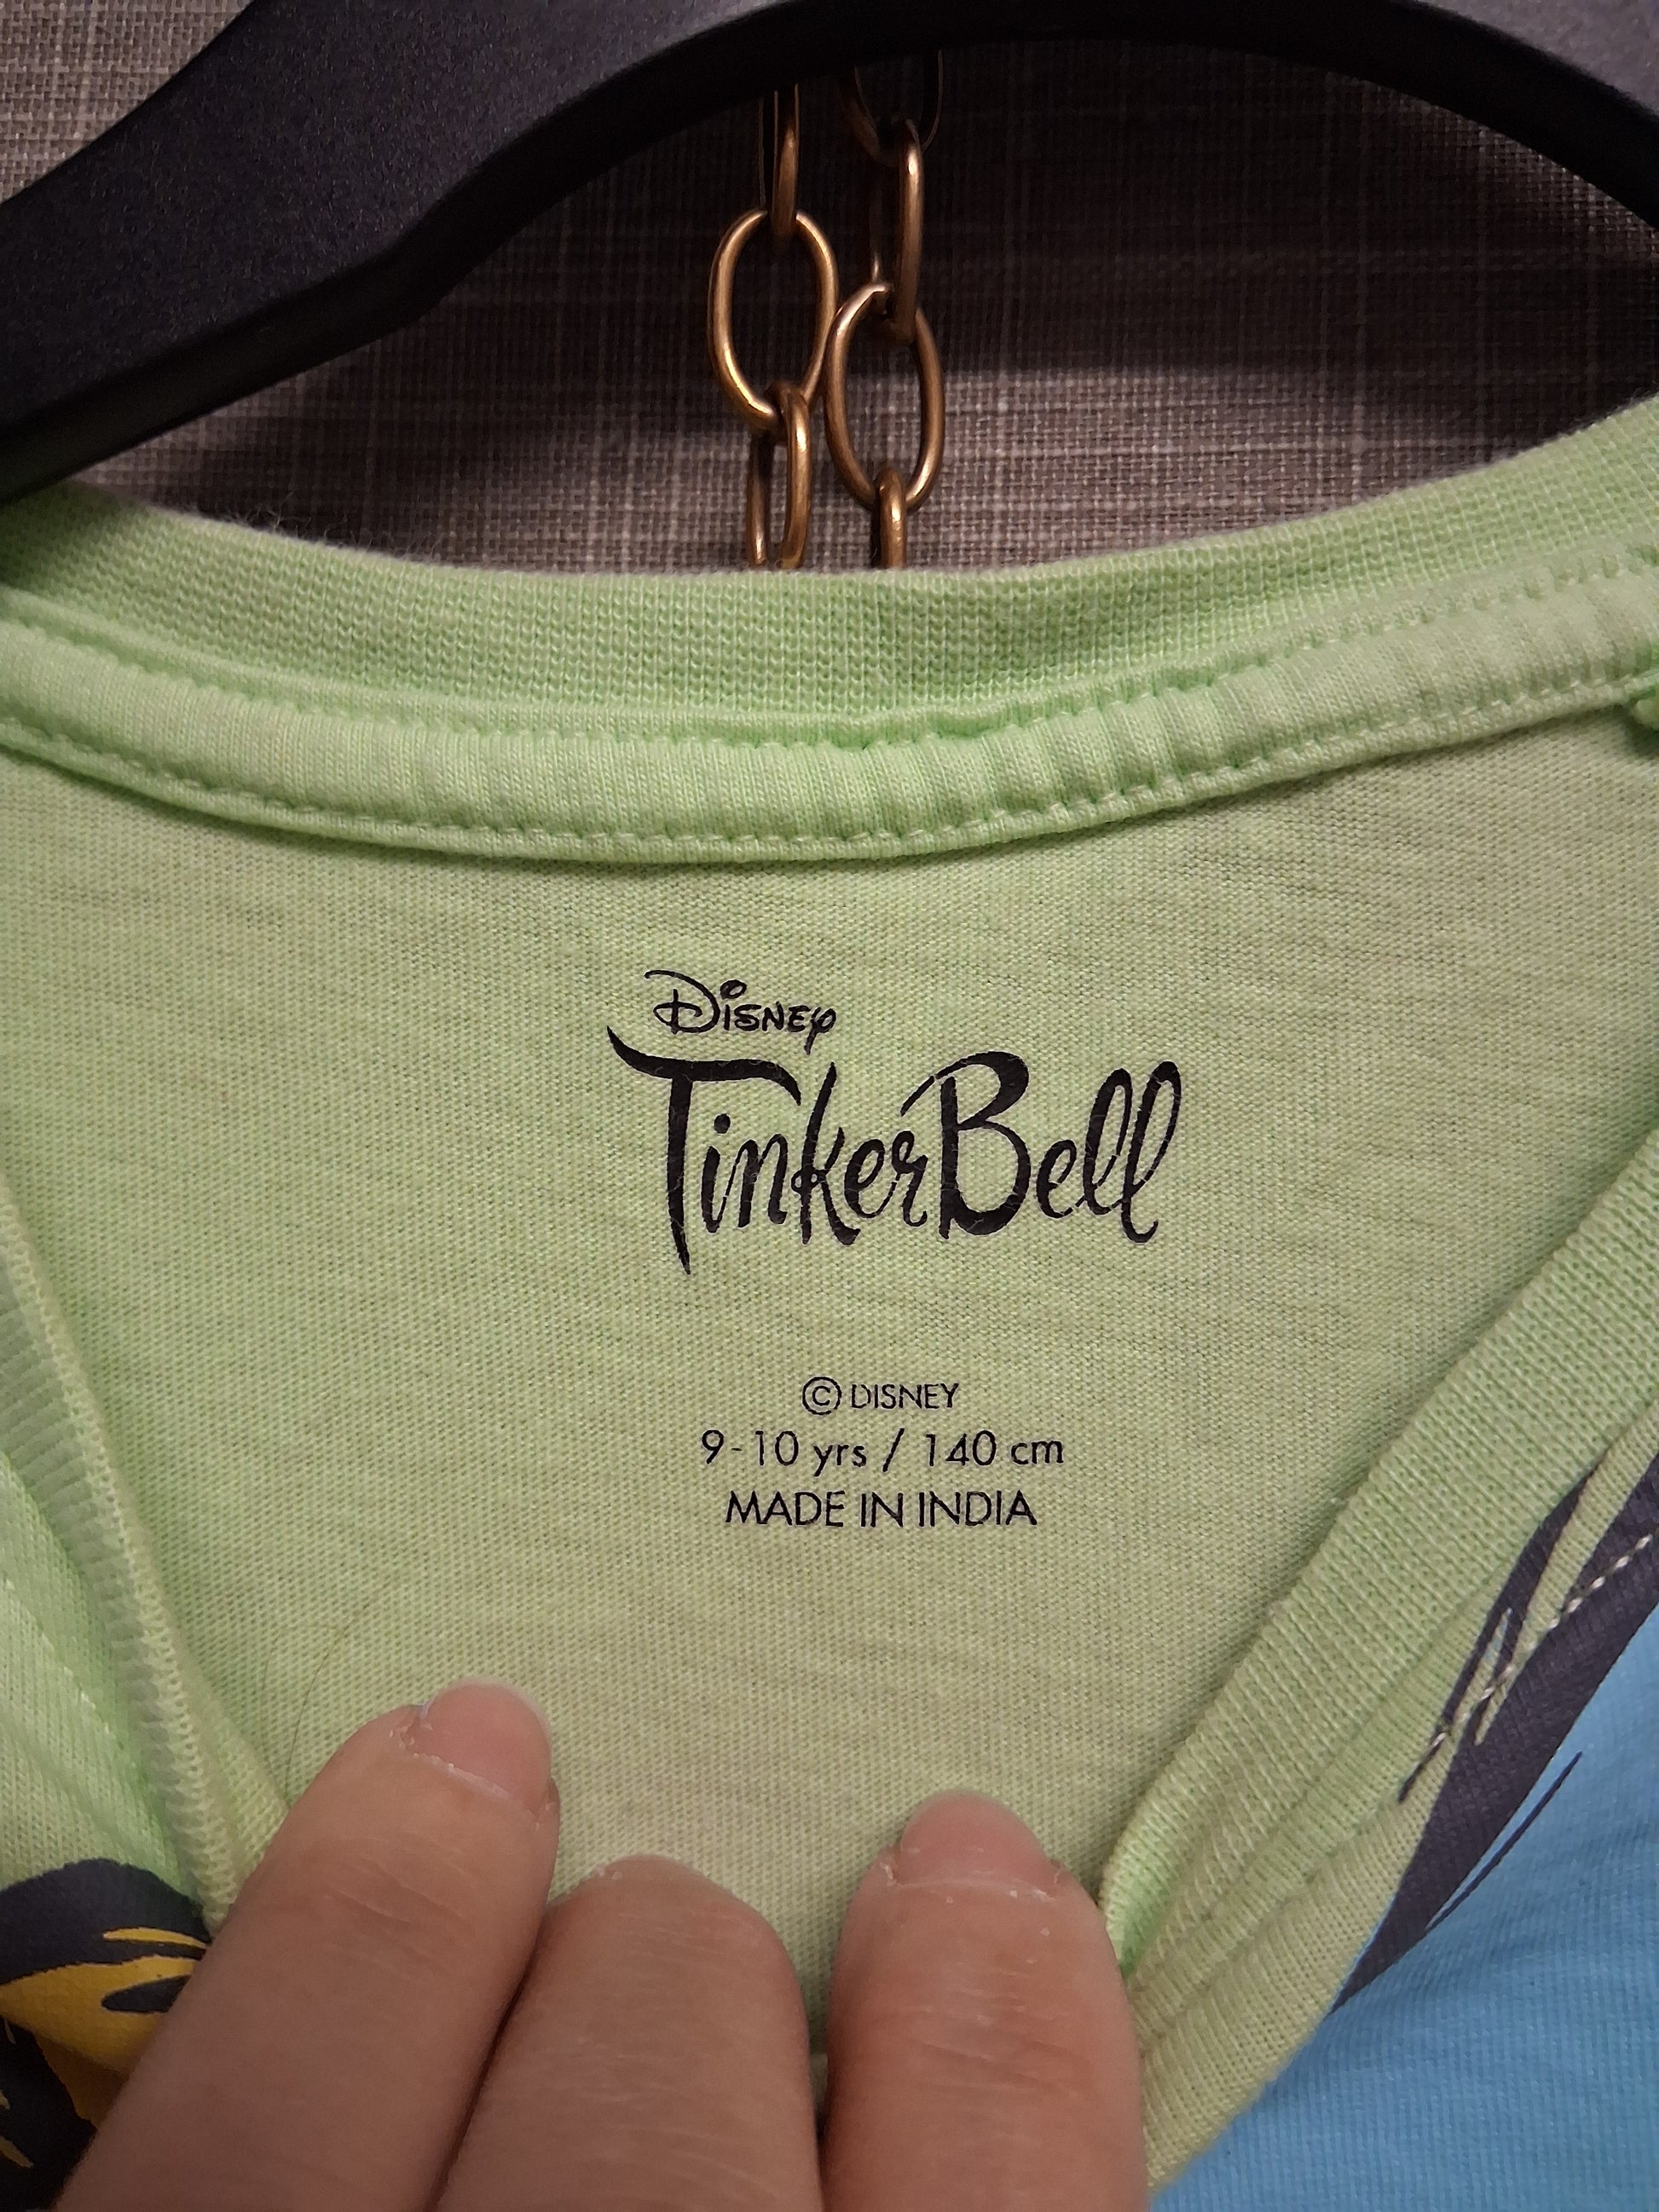 Disney
TinkerBell
© DISNEY
9-10 yrs / 140 cm
MADE IN INDIA